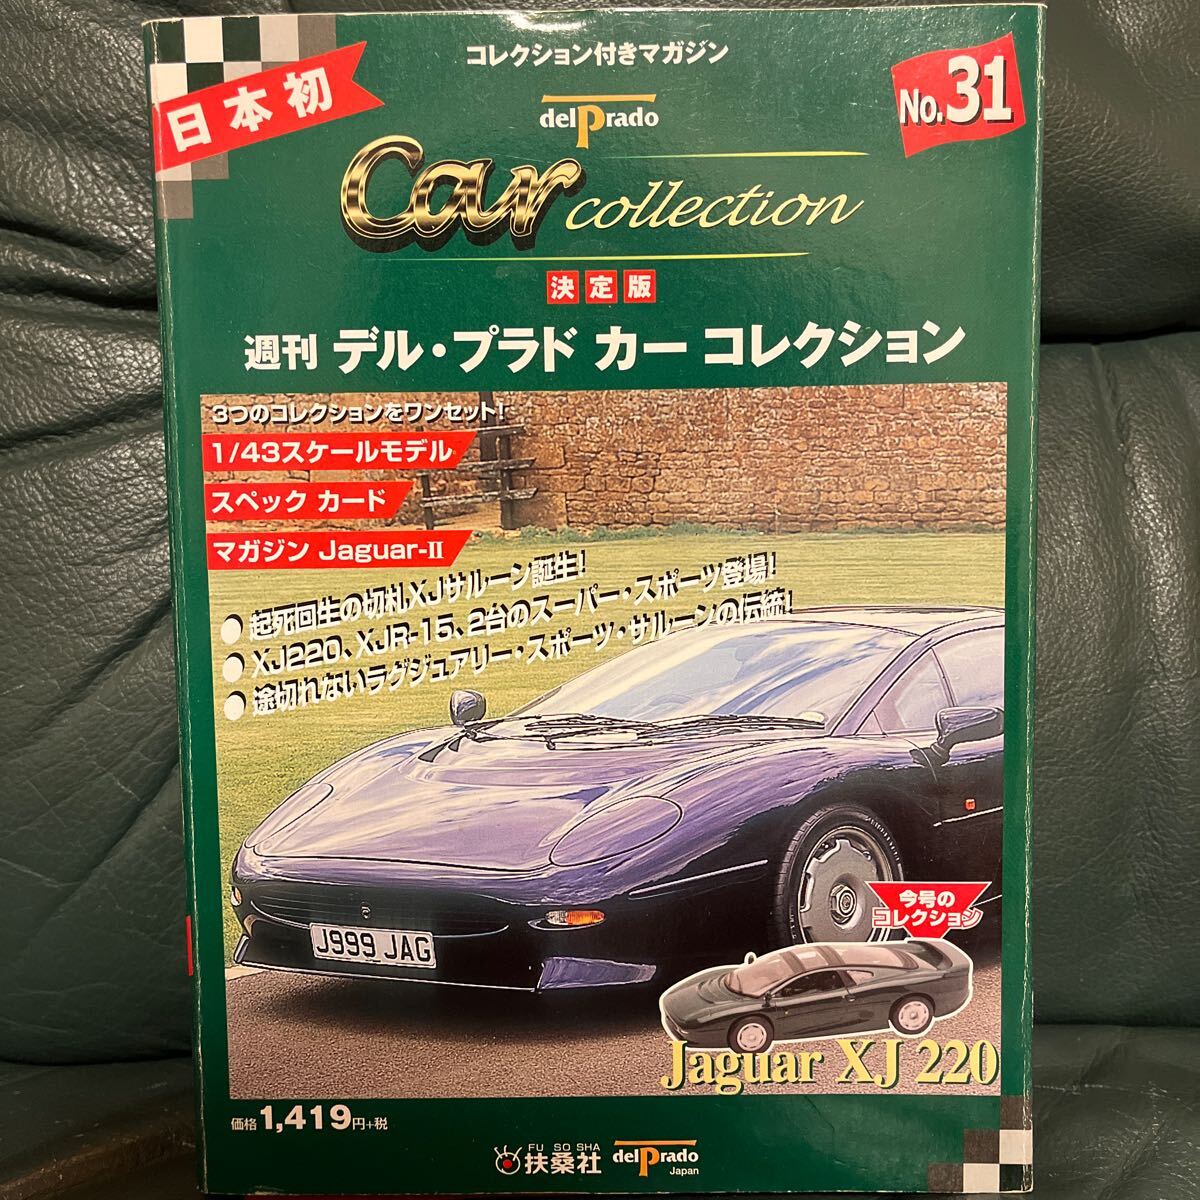 コレクション付きマガジン
日本初
No.31
del Prado
Car collection
決定版
週刊 デル・プラド カー コレクション
3つのコレクションをワンセット!
1/43スケールモデル
スペック カード
マガジン Jaguar-II
● 起死回生の切札XJサルーン誕生!
● XJ220、XJR-15、2台のスーパー・スポーツ登場!
● 途切れないラグジュアリー・スポーツ・サルーンの伝統!
J999 JAG
今号の
コレクション
Jaguar XJ 220
価格1,419円+税
FUSOSHA
扶桑社
del Prado
Japan